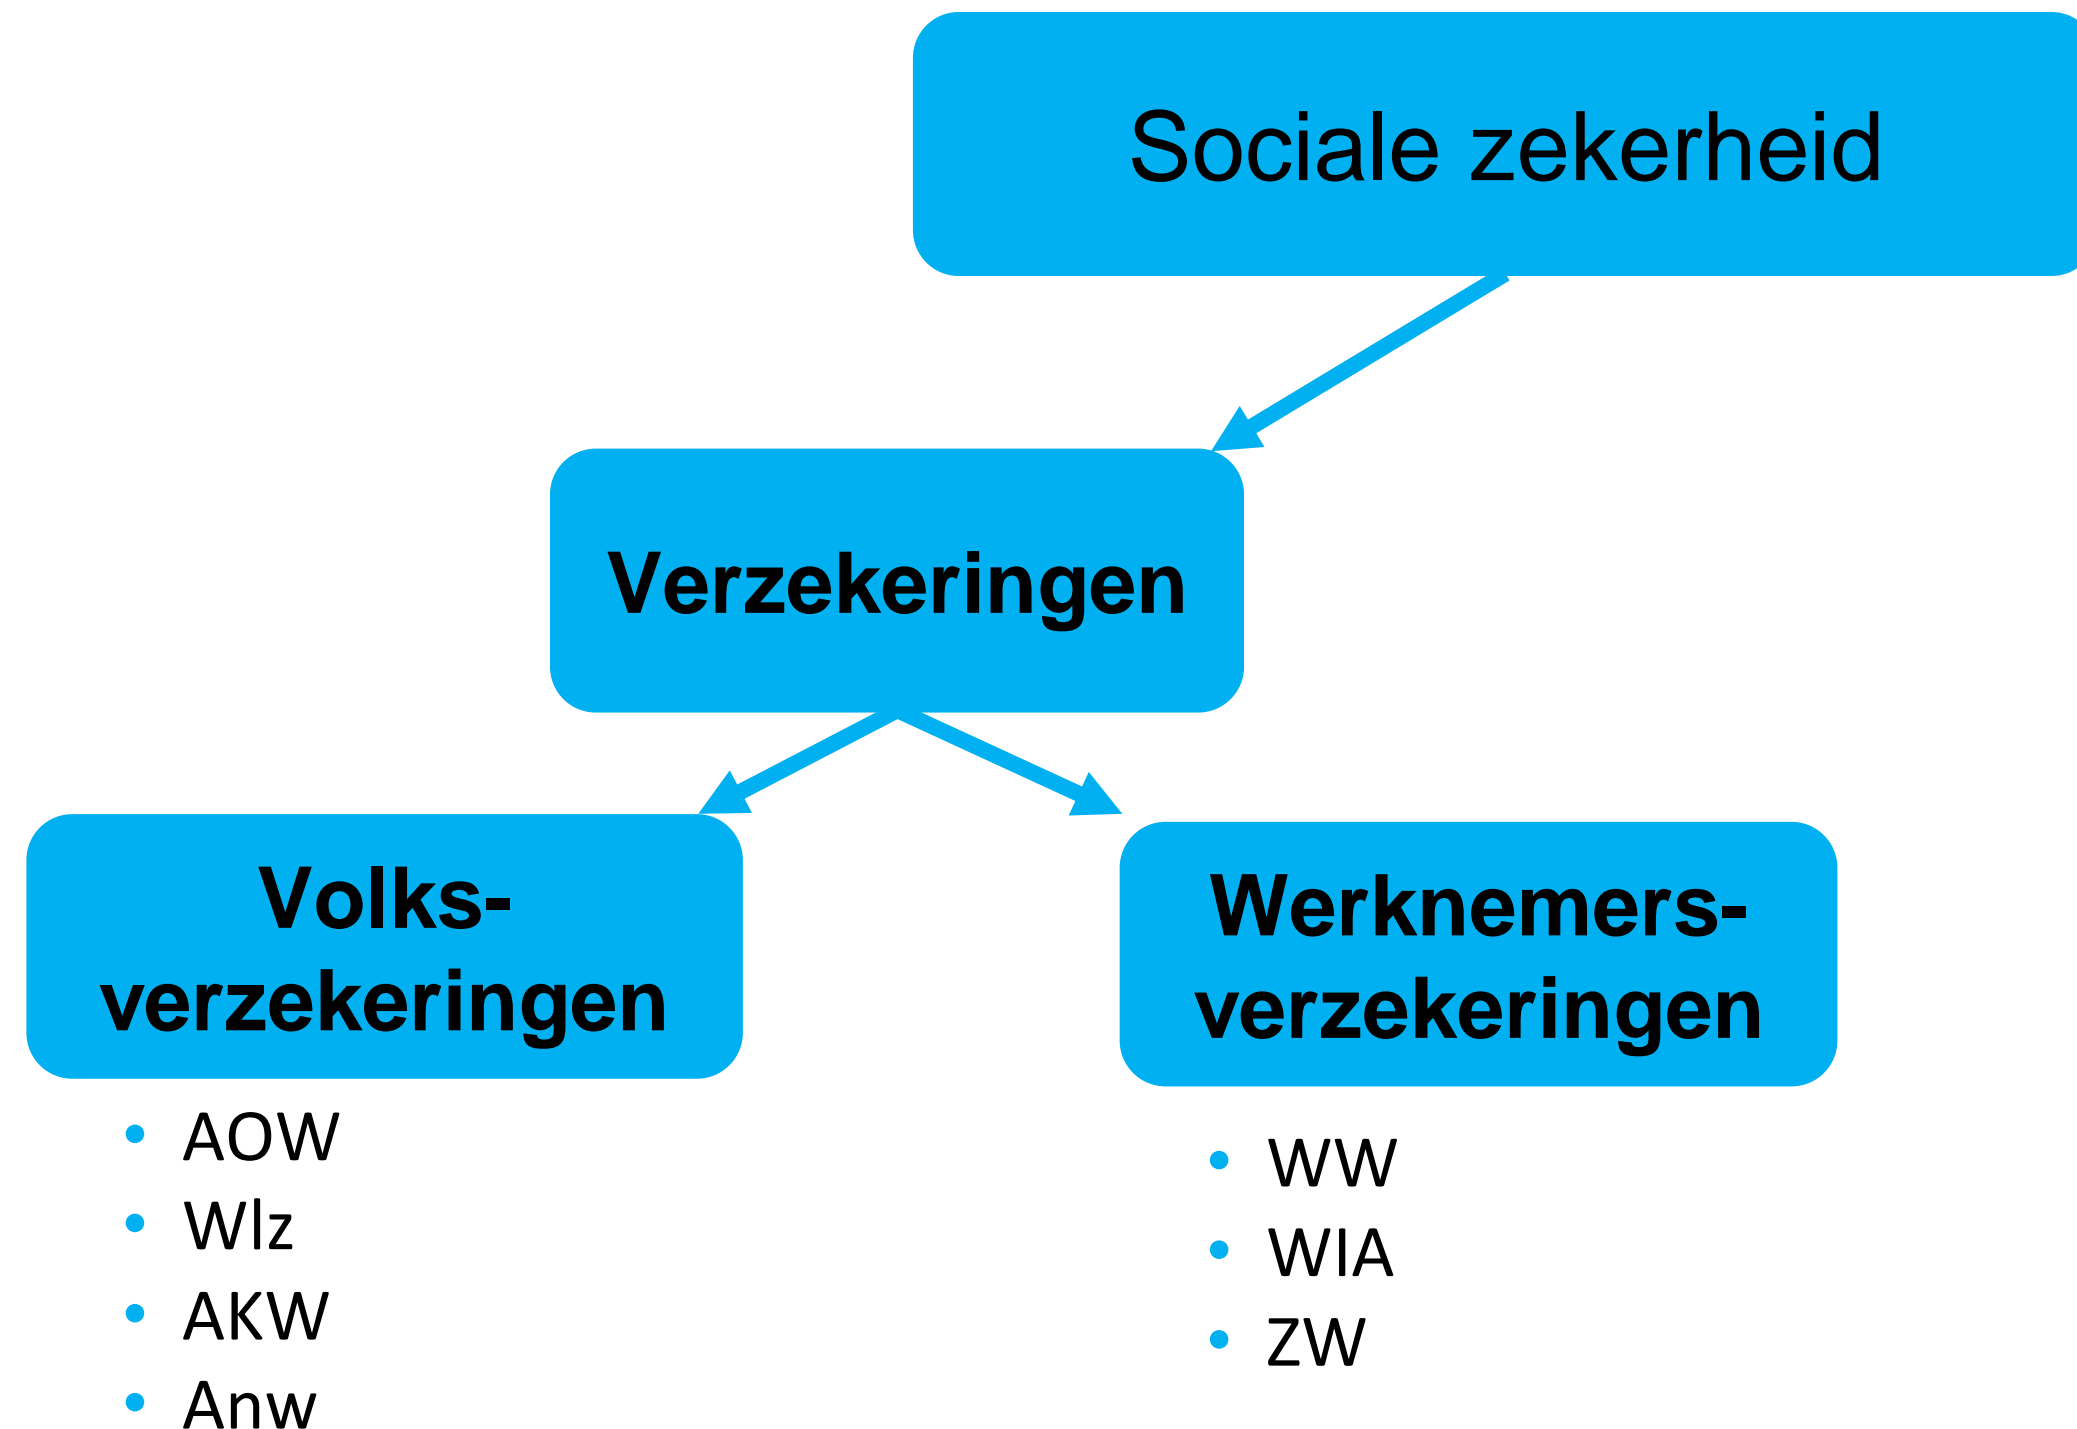 Sociale zekerheid
Verzekeringen
Volks-
verzekeringen
• AOW
• Wlz
• AKW
• Anw
Werknemers-
verzekeringen
• WW
• WIA
• ZW